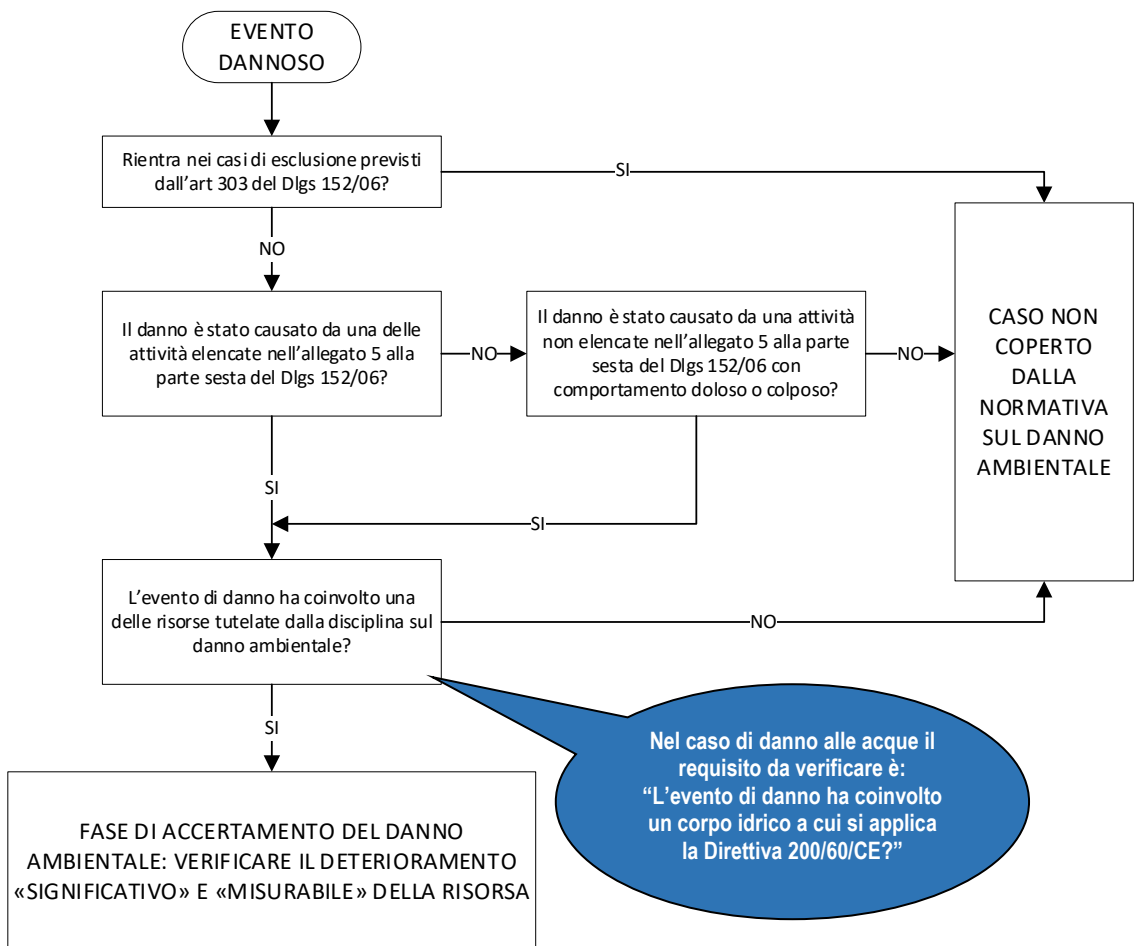 EVENTO
DANNOSO
Rientra nei casi di esclusione previsti
dall'art 303 del Dlgs 152/06?
SI
NO
Il danno è stato causato da una delle
attività elencate nell'allegato 5 alla
parte sesta del Dlgs 152/06?
NO
Il danno è stato causato da una attività
non elencate nell'allegato 5 alla parte
sesta del Dlgs 152/06 con
comportamento doloso o colposo?
NO
CASO NON
COPERTO
DALLA
NORMATIVA
SUL DANNO
AMBIENTALE
SI
SI
L'evento di danno ha coinvolto una
delle risorse tutelate dalla disciplina sul
danno ambientale?
NO
SI
Nel caso di danno alle acque il
requisito da verificare è:
“L'evento di danno ha coinvolto
un corpo idrico a cui si applica
la Direttiva 200/60/CE?”
FASE DI ACCERTAMENTO DEL DANNO
AMBIENTALE: VERIFICARE IL DETERIORAMENTO
«SIGNIFICATIVO» E «MISURABILE» DELLA RISORSA